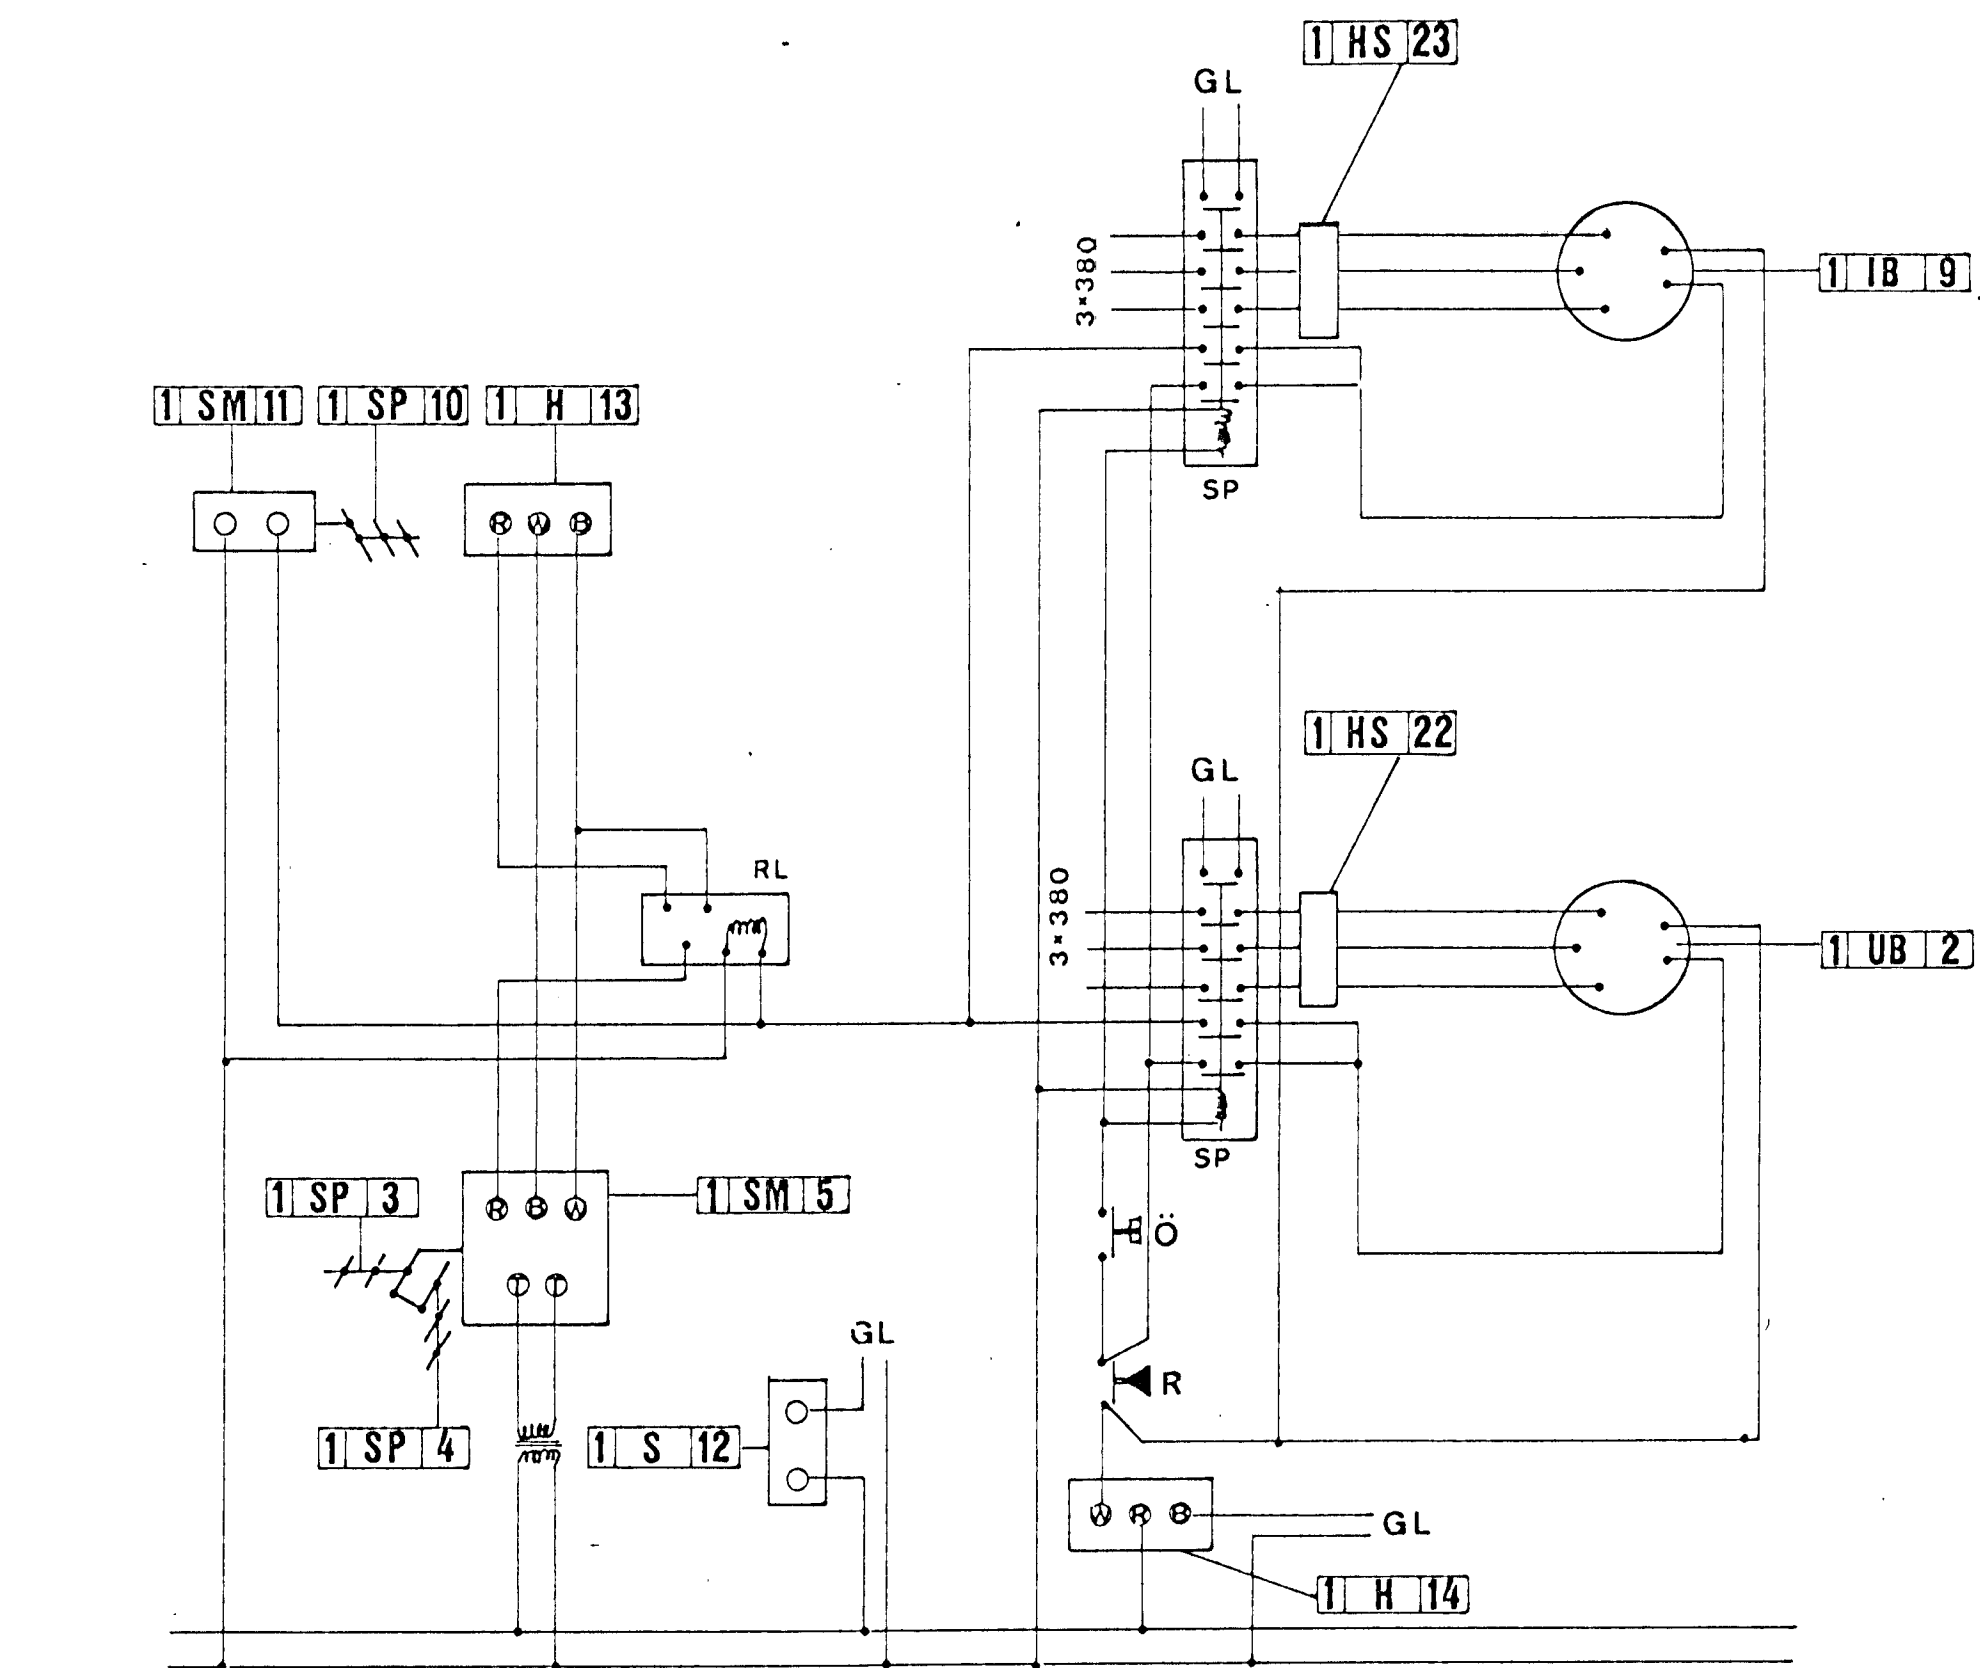 1 HS 23
GL
3×380
1 IB 9
1 SM 11
1 SP 10
1 H 13
R W B
SP
1 HS 22
GL
RL
3×380
1 UB 2
SP
1 SP 3
R B W
1 SM 5
Ö
T T
GL
R
1 SP 4
1 S 12
W R B
GL
1 H 14